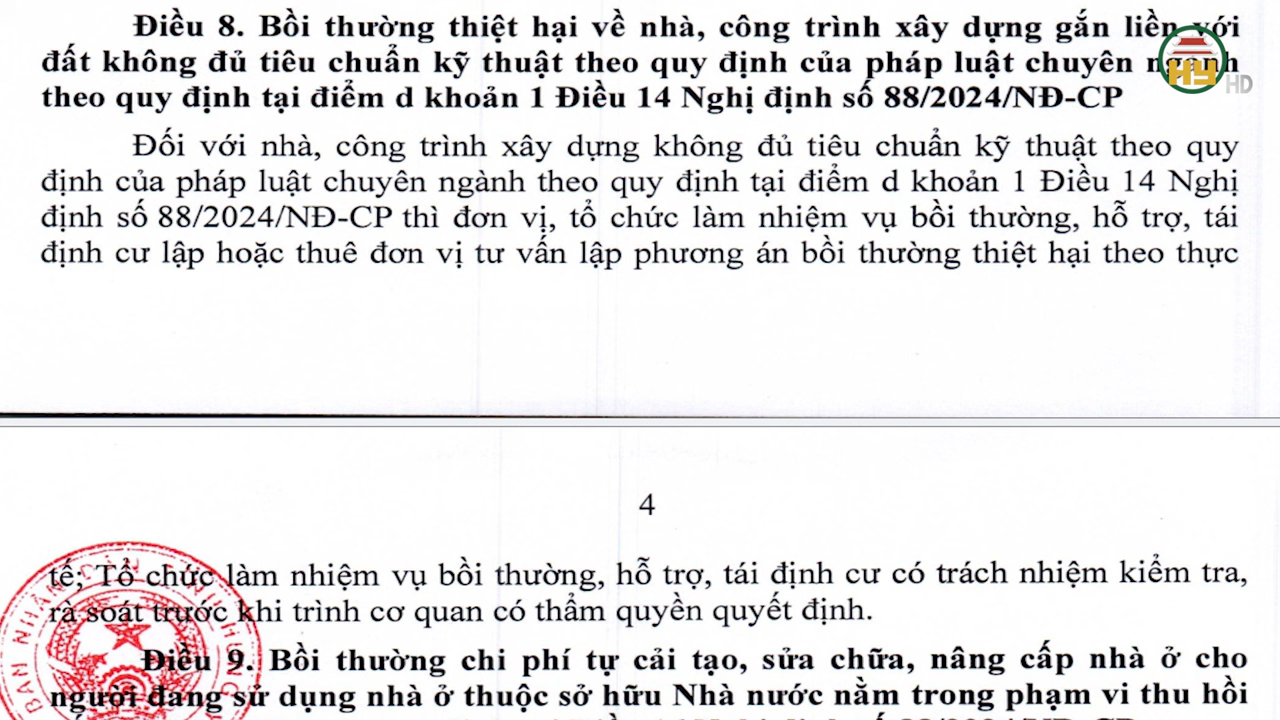 Điều 8. Bồi thường thiệt hại về nhà, công trình xây dựng gắn liền với
đất không đủ tiêu chuẩn kỹ thuật theo quy định của pháp luật chuyên ngành
theo quy định tại điểm d khoản 1 Điều 14 Nghị định số 88/2024/NĐ-CP
HY HD
Đối với nhà, công trình xây dựng không đủ tiêu chuẩn kỹ thuật theo quy
định của pháp luật chuyên ngành theo quy định tại điểm d khoản 1 Điều 14 Nghị
định số 88/2024/NĐ-CP thì đơn vị, tổ chức làm nhiệm vụ bồi thường, hỗ trợ, tái
định cư lập hoặc thuê đơn vị tư vấn lập phương án bồi thường thiệt hại theo thực
4
tế; Tổ chức làm nhiệm vụ bồi thường, hỗ trợ, tái định cư có trách nhiệm kiểm tra,
rà soát trước khi trình cơ quan có thẩm quyền quyết định.
BAN NHÂN
Điều 9. Bồi thường chi phí tự cải tạo, sửa chữa, nâng cấp nhà ở cho
người đang sử dụng nhà ở thuộc sở hữu Nhà nước nằm trong phạm vi thu hồi